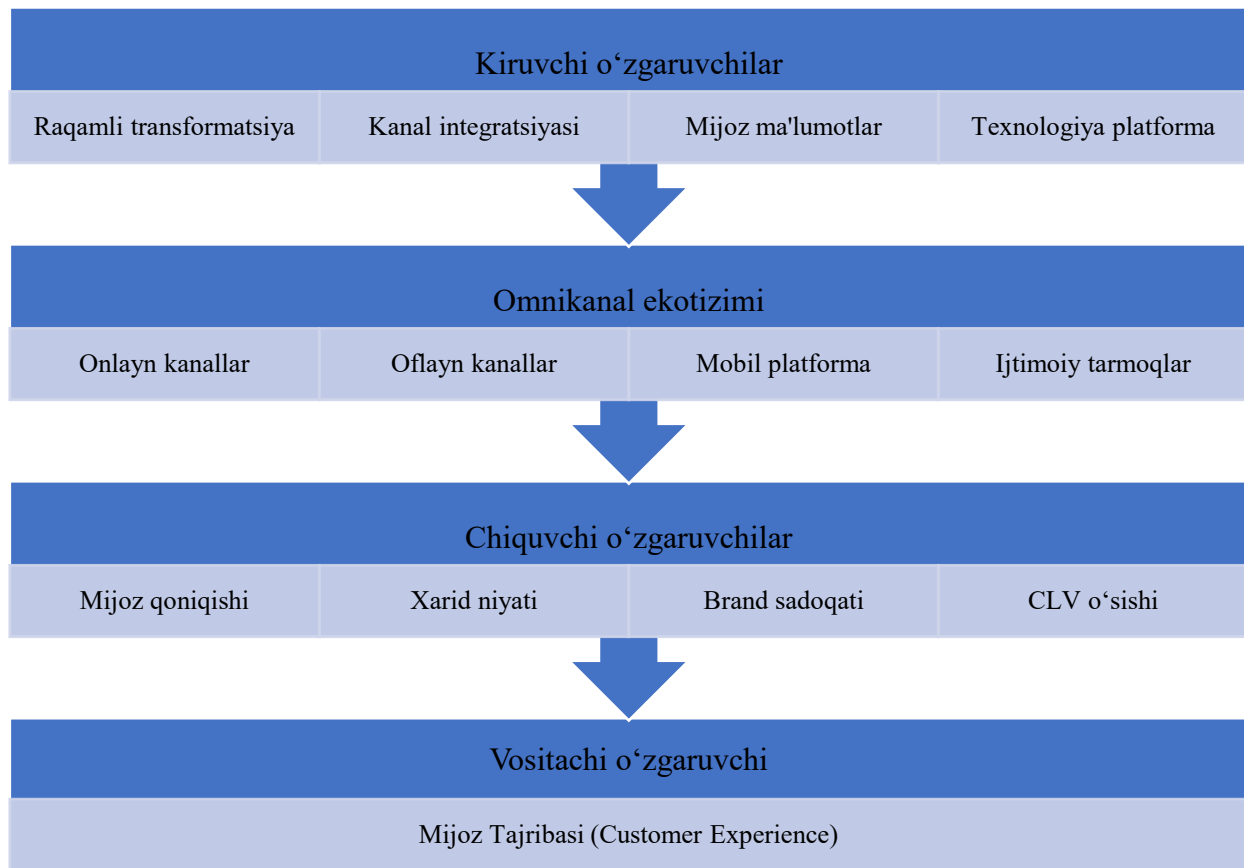 Kiruvchi o‘zgaruvchilar
Raqamli transformatsiya
Kanal integratsiyasi
Mijoz ma'lumotlar
Texnologiya platforma
Omnikanal ekotizimi
Onlayn kanallar
Oflayn kanallar
Mobil platforma
Ijtimoiy tarmoqlar
Chiquvchi o‘zgaruvchilar
Mijoz qoniqishi
Xarid niyati
Brand sadoqati
CLV o‘sishi
Vositachi o‘zgaruvchi
Mijoz Tajribasi (Customer Experience)